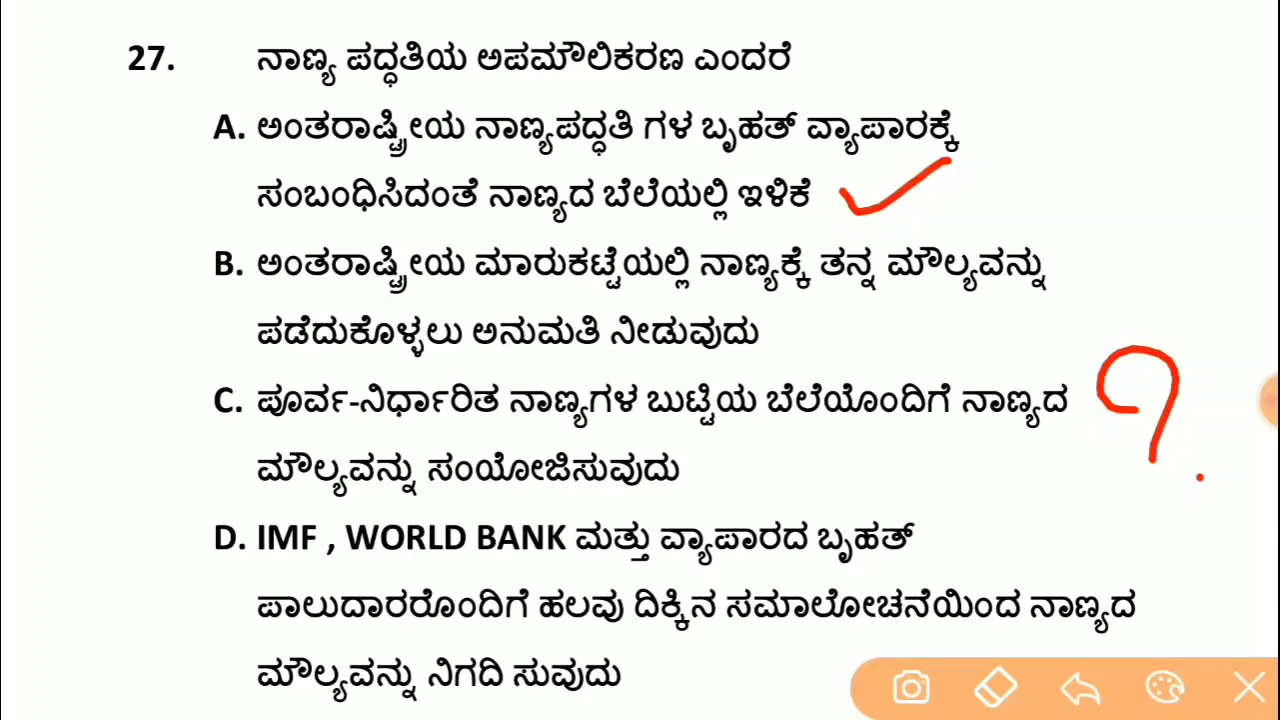 27. ನಾಣ್ಯ ಪದ್ಧತಿಯ ಅಪಮೌಲಿಕರಣ ಎಂದರೆ
A. ಅಂತರಾಷ್ಟ್ರೀಯ ನಾಣ್ಯಪದ್ಧತಿ ಗಳ ಬೃಹತ್ ವ್ಯಾಪಾರಕ್ಕೆ
ಸಂಬಂಧಿಸಿದಂತೆ ನಾಣ್ಯದ ಬೆಲೆಯಲ್ಲಿ ಇಳಿಕೆ
B. ಅಂತರಾಷ್ಟ್ರೀಯ ಮಾರುಕಟ್ಟೆಯಲ್ಲಿ ನಾಣ್ಯಕ್ಕೆ ತನ್ನ ಮೌಲ್ಯವನ್ನು
ಪಡೆದುಕೊಳ್ಳಲು ಅನುಮತಿ ನೀಡುವುದು
C. ಪೂರ್ವ-ನಿರ್ಧಾರಿತ ನಾಣ್ಯಗಳ ಬುಟ್ಟಿಯ ಬೆಲೆಯೊಂದಿಗೆ ನಾಣ್ಯದ
ಮೌಲ್ಯವನ್ನು ಸಂಯೋಜಿಸುವುದು
D. IMF , WORLD BANK ಮತ್ತು ವ್ಯಾಪಾರದ ಬೃಹತ್
ಪಾಲುದಾರರೊಂದಿಗೆ ಹಲವು ದಿಕ್ಕಿನ ಸಮಾಲೋಚನೆಯಿಂದ ನಾಣ್ಯದ
ಮೌಲ್ಯವನ್ನು ನಿಗದಿ ಸುವುದು